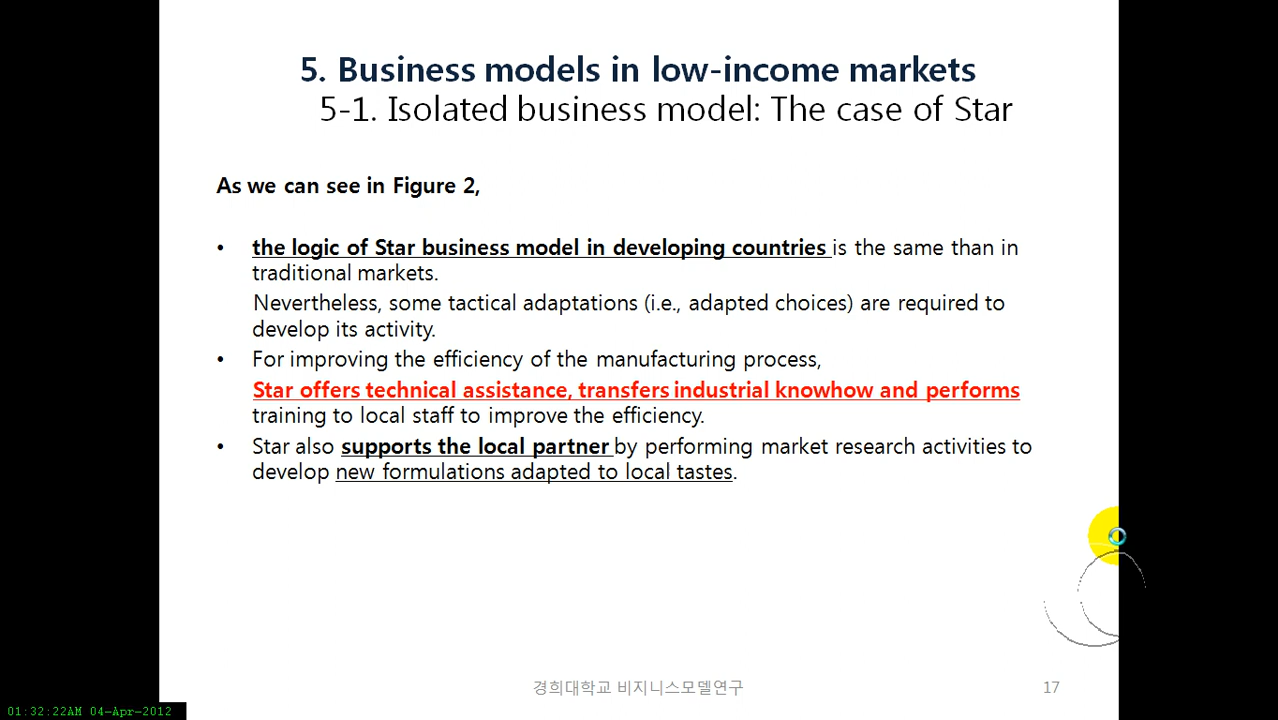 5. Business models in low-income markets
5-1. Isolated business model: The case of Star
As we can see in Figure 2,
• the logic of Star business model in developing countries is the same than in
traditional markets.
Nevertheless, some tactical adaptations (i.e., adapted choices) are required to
develop its activity.
• For improving the efficiency of the manufacturing process,
Star offers technical assistance, transfers industrial knowhow and performs
training to local staff to improve the efficiency.
• Star also supports the local partner by performing market research activities to
develop new formulations adapted to local tastes.
경희대학교 비지니스모델연구
17
01:32:22AM 04-Apr-2012